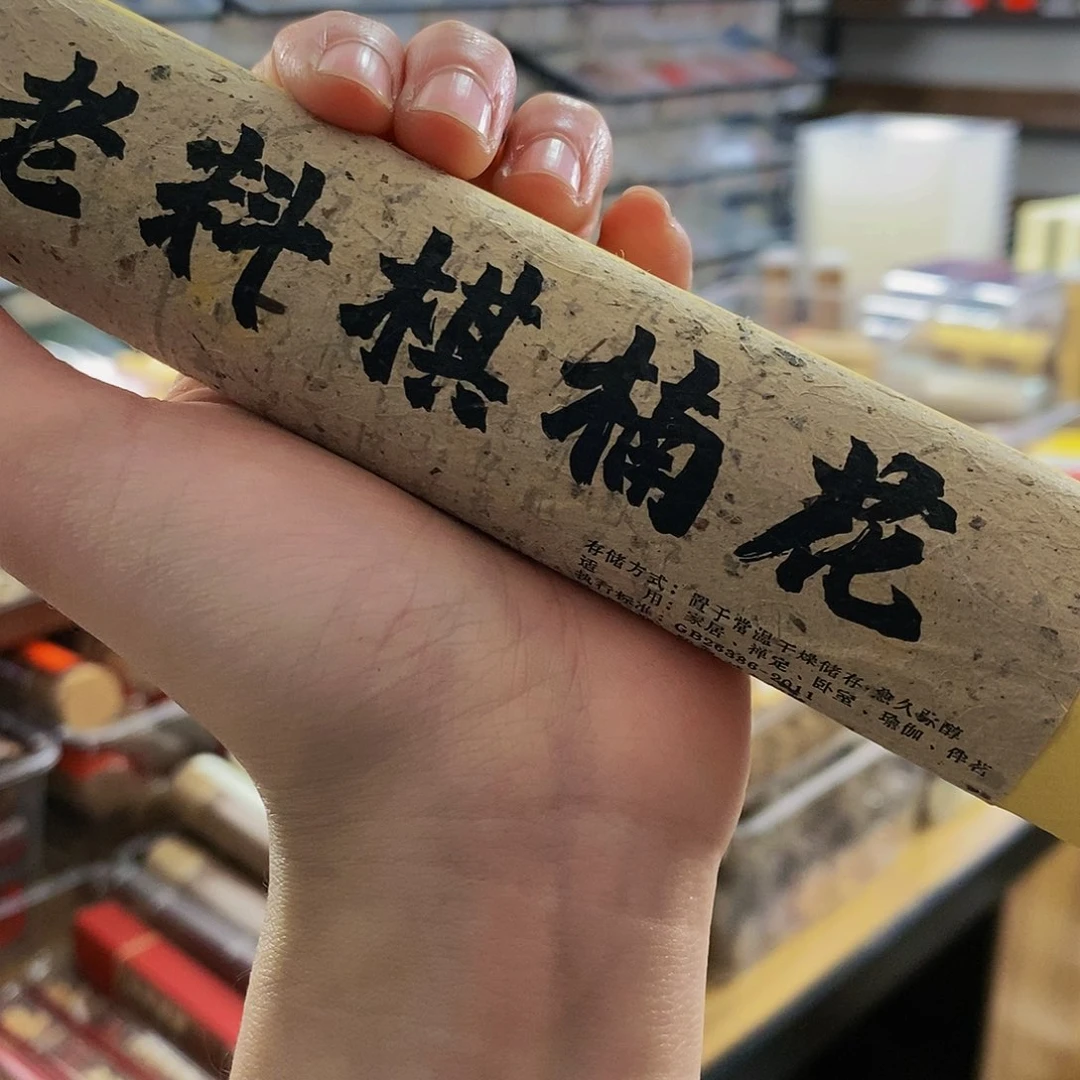 老料棋楠花
存储方式：置于常温干燥储存，愈久弥醇
适 用：家居、禅定、卧室、瑜伽、伴茗
执行标准：GB26386-2011